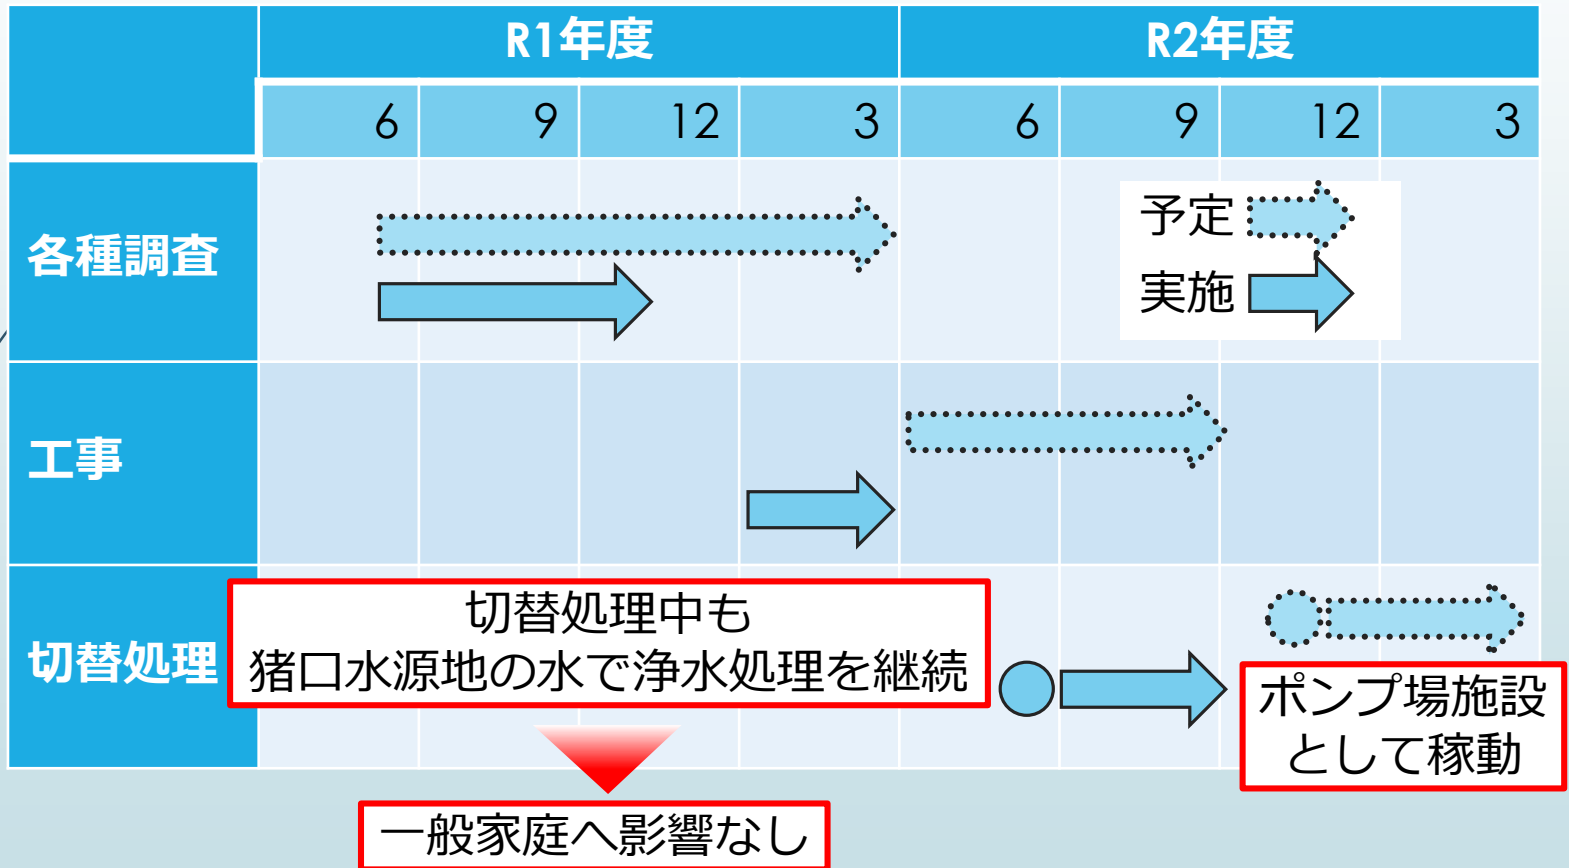 R1年度 R2年度
6 9 12 3 6 9 12 3
各種調査
予定
実施
工事
切替処理
切替処理中も
猪口水源地の水で浄水処理を継続
ポンプ場施設
として稼動
一般家庭へ影響なし